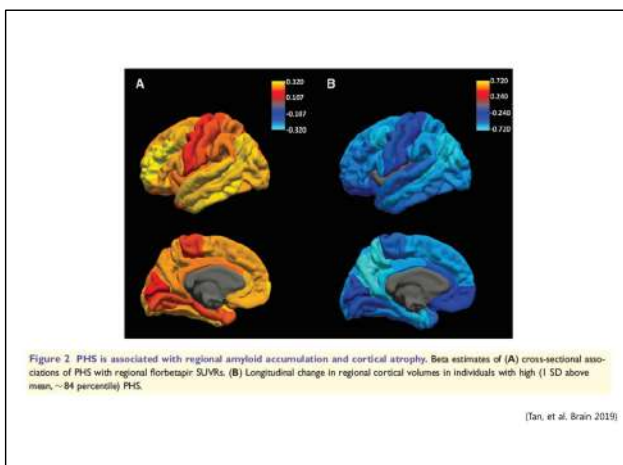 A
0.320
0.107
-0.107
-0.320
B
0.720
0.240
-0.240
-0.720
Figure 2 PHS is associated with regional amyloid accumulation and cortical atrophy. Beta estimates of (A) cross-sectional asso-
ciations of PHS with regional florbetapir SUVRs. (B) Longitudinal change in regional cortical volumes in individuals with high (1 SD above
mean, ~84 percentile) PHS.
(Tan, et al. Brain 2019)